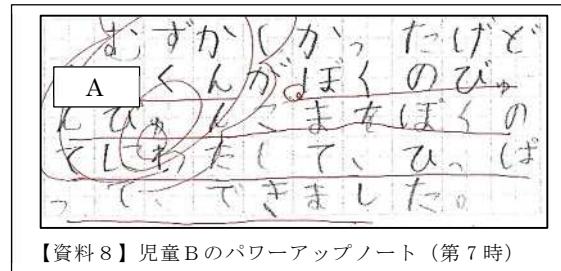 むずかしかったけど
Aくんがぼくのびゅ
んびゅんごまをぼくの
てにわたして、ひっぱ
って、できました。
【資料8】児童Bのパワーアップノート（第7時）